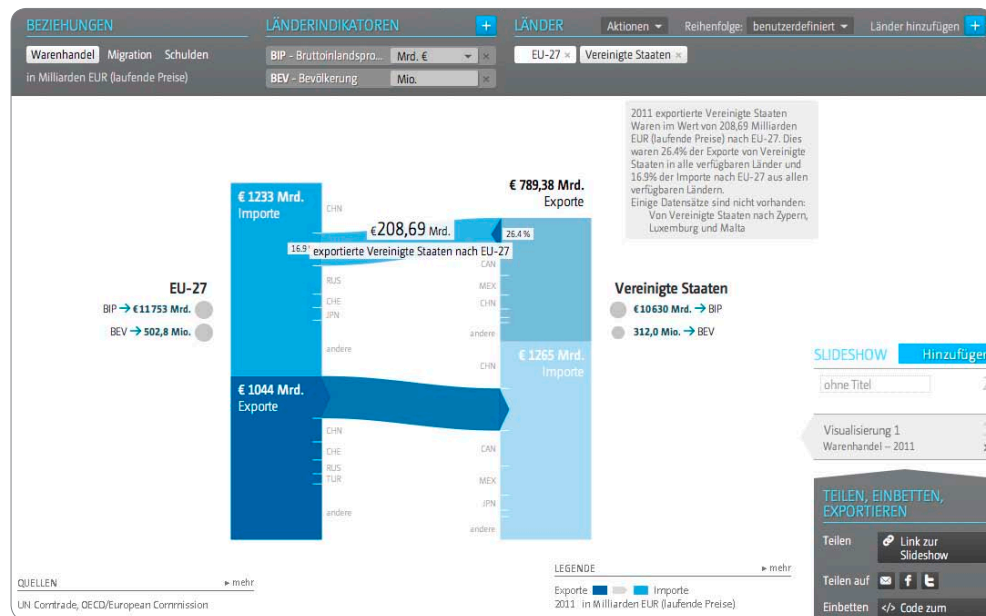 BEZIEHUNGEN
Warenhandel Migration Schulden
in Milliarden EUR (laufende Preise)
LÄNDERINDIKATOREN +
BIP - Bruttoinlandspro... Mrd. € ×
BEV - Bevölkerung Mio. ×
LÄNDER Aktionen Reihenfolge: benutzerdefiniert Länder hinzufügen +
EU-27 × Vereinigte Staaten ×
2011 exportierte Vereinigte Staaten
Waren im Wert von 208,69 Milliarden
EUR (laufende Preise) nach EU-27. Dies
waren 26.4% der Exporte von Vereinigte
Staaten in alle verfügbaren Länder und
16.9% der Importe nach EU-27 aus allen
verfügbaren Ländern.
Einige Datensätze sind nicht vorhanden:
Von Vereinigte Staaten nach Zypern,
Luxemburg und Malta
EU-27
BIP → €11753 Mrd.
BEV → 502,8 Mio.
€ 1233 Mrd.
Importe
CHN
€208,69 Mrd.
16.9
exportierte Vereinigte Staaten nach EU-27
RUS
CHE
JPN
andere
€ 1044 Mrd.
Exporte
CHN
CHE
RUS
TUR
andere
€ 789,38 Mrd.
Exporte
26.4 %
CAN
MEX
CHN
andere
€ 1265 Mrd.
Importe
CHN
CAN
MEX
JPN
andere
Vereinigte Staaten
€10630 Mrd. → BIP
312,0 Mio. → BEV
SLIDESHOW Hinzufügen
ohne Titel
Visualisierung 1
Warenhandel – 2011
TEILEN, EINBETTEN,
EXPORTIEREN
Teilen Link zur
Slideshow
Teilen auf
Einbetten </> Code zum
QUELLEN ▸ mehr
UN Comtrade, OECD/European Commission
LEGENDE ▸ mehr
Exporte Importe
2011 in Milliarden EUR (laufende Preise)